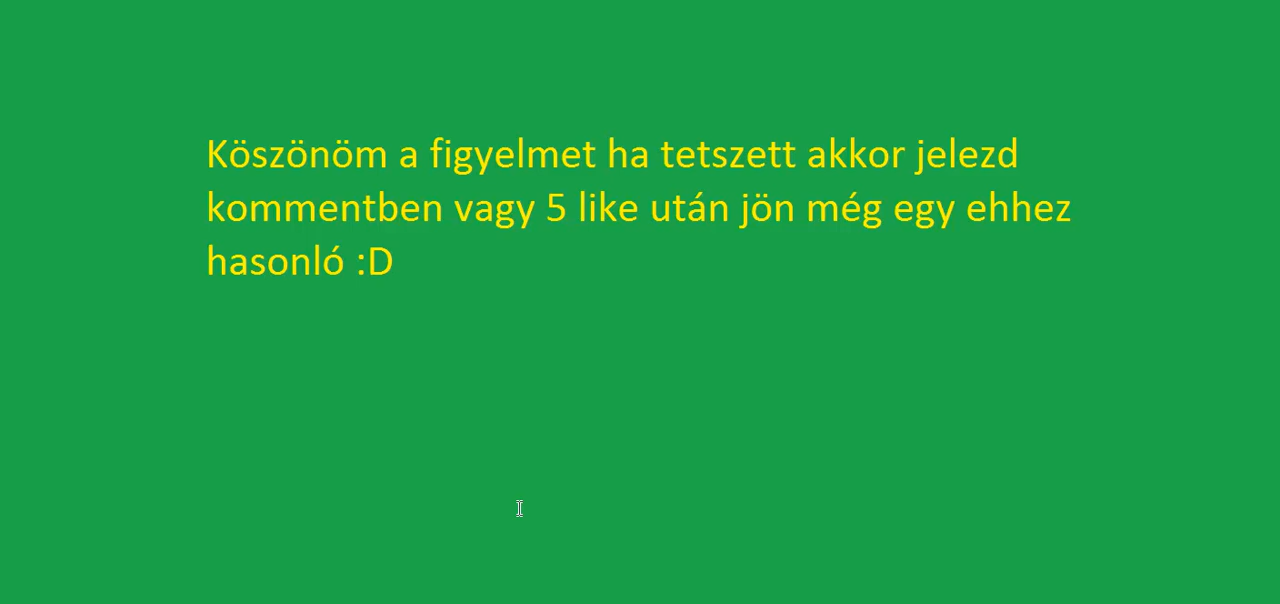 Köszönöm a figyelmet ha tetszett akkor jelezd
kommentben vagy 5 like után jön még egy ehhez
hasonló :D